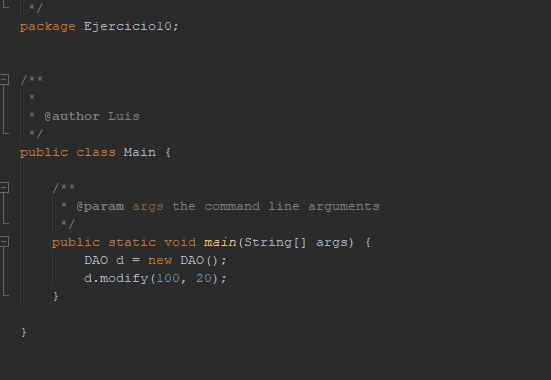 */
package Ejercicio10;
/**
*
* @author Luis
*/
public class Main {
/**
* @param args the command line arguments
*/
public static void main(String[] args) {
DAO d = new DAO();
d.modify(100, 20);
}
}